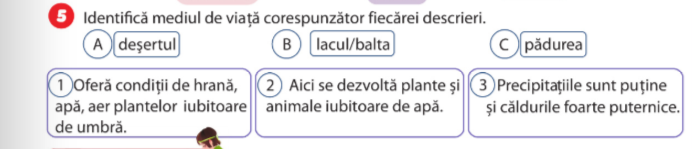 5 Identifică mediul de viață corespunzător fiecărei descrieri.
A deșertul B lacul/balta C pădurea
1 Oferă condiții de hrană,
apă, aer plantelor iubitoare
de umbră.
2 Aici se dezvoltă plante și
animale iubitoare de apă.
3 Precipitațiile sunt puține
și căldurile foarte puternice.